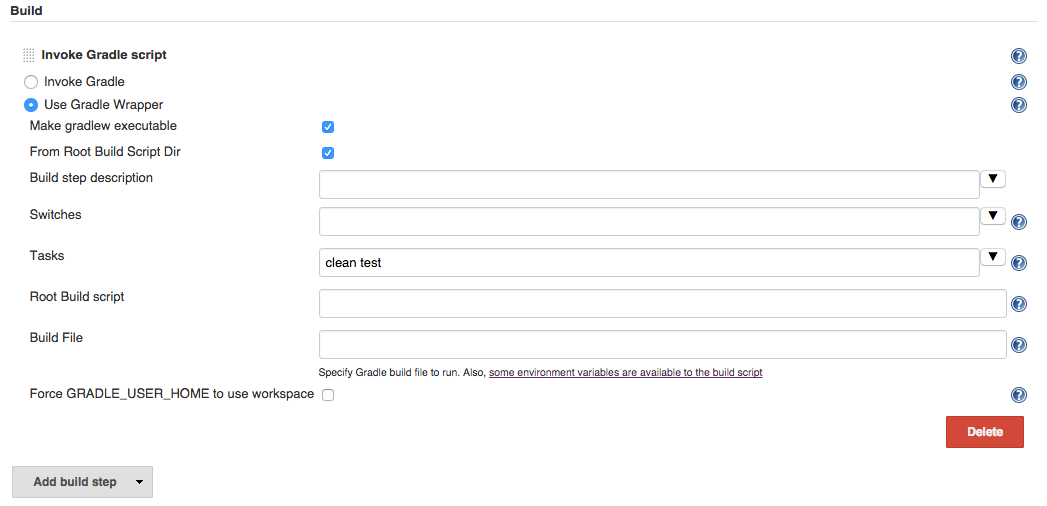 Build
Invoke Gradle script
Invoke Gradle
Use Gradle Wrapper
Make gradlew executable
From Root Build Script Dir
Build step description
Switches
Tasks
clean test
Root Build script
Build File
Specify Gradle build file to run. Also, some environment variables are available to the build script
Force GRADLE_USER_HOME to use workspace
Delete
Add build step